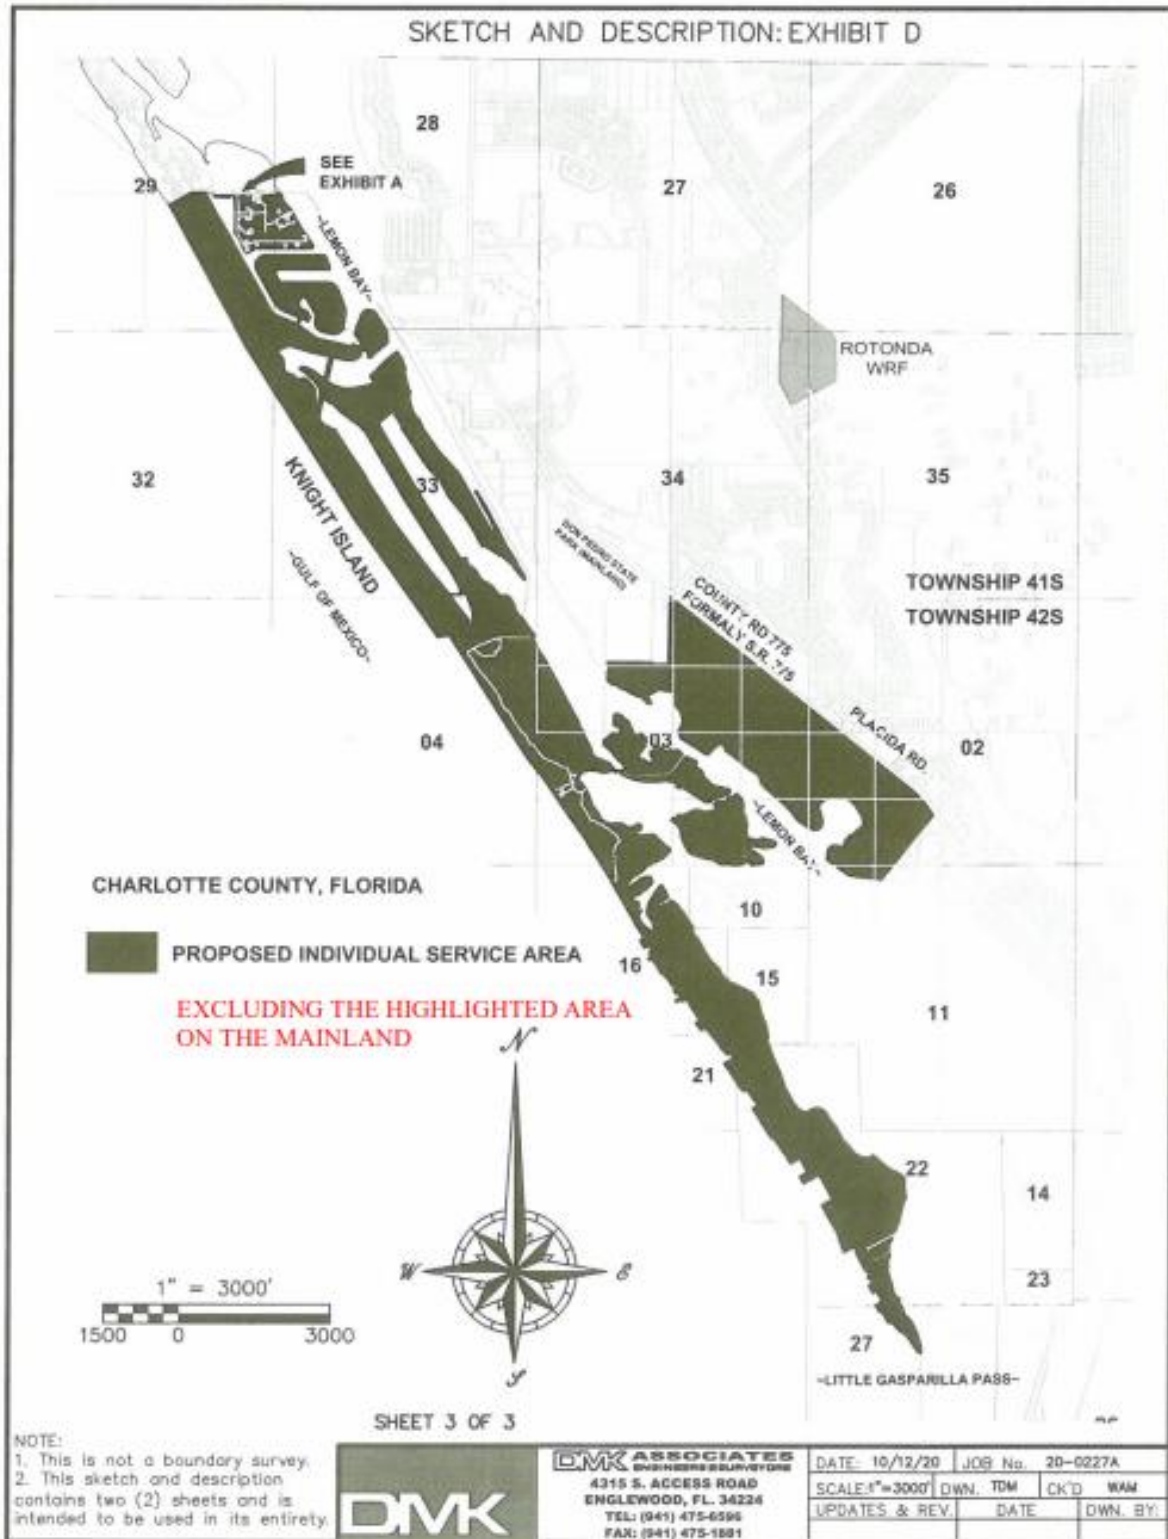 SKETCH AND DESCRIPTION: EXHIBIT D
28
SEE
EXHIBIT A
29
27
26
~LEMON BAY~
ROTONDA
WRF
32
33
34
35
KNIGHT ISLAND
~GULF OF MEXICO~
DON PEDRO STATE
PARK (MAINLAND)
COUNTY RD 775
FORMALY S.R. 775
TOWNSHIP 41S
TOWNSHIP 42S
PLACIDA RD.
04
03
02
~LEMON BAY~
CHARLOTTE COUNTY, FLORIDA
10
PROPOSED INDIVIDUAL SERVICE AREA
16
15
EXCLUDING THE HIGHLIGHTED AREA
ON THE MAINLAND
11
N
21
22
14
W
E
23
1" = 3000'
1500 0 3000
27
S
~LITTLE GASPARILLA PASS~
SHEET 3 OF 3
NOTE:
1. This is not a boundary survey.
2. This sketch and description
contains two (2) sheets and is
intended to be used in its entirety.
DMK
DMK ASSOCIATES
ENGINEERS & SURVEYORS
4315 S. ACCESS ROAD
ENGLEWOOD, FL. 34224
TEL: (941) 475-6596
FAX: (941) 475-1881
DATE: 10/12/20 JOB No. 20-0227A
SCALE: 1"=3000' DWN. TDM CK'D WAM
UPDATES & REV. DATE DWN. BY: